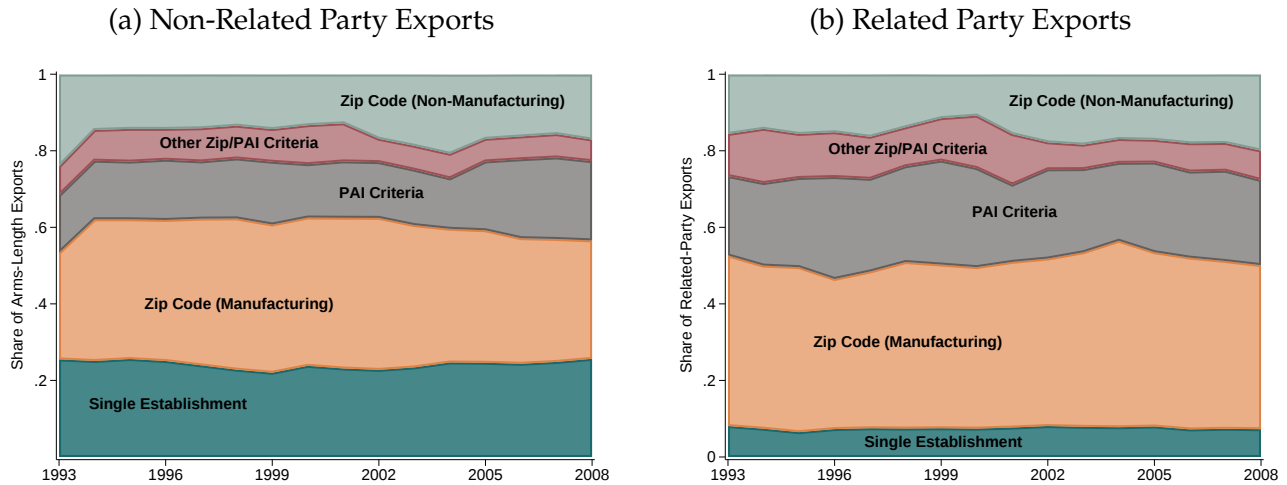 (a) Non-Related Party Exports
Share of Arms-Length Exports
1
.8
.6
.4
.2
Zip Code (Non-Manufacturing)
Other Zip/PAI Criteria
PAI Criteria
Zip Code (Manufacturing)
Single Establishment
1993 1996 1999 2002 2005 2008
(b) Related Party Exports
Share of Related-Party Exports
1
.8
.6
.4
.2
0
Zip Code (Non-Manufacturing)
Other Zip/PAI Criteria
PAI Criteria
Zip Code (Manufacturing)
Single Establishment
1993 1996 1999 2002 2005 2008